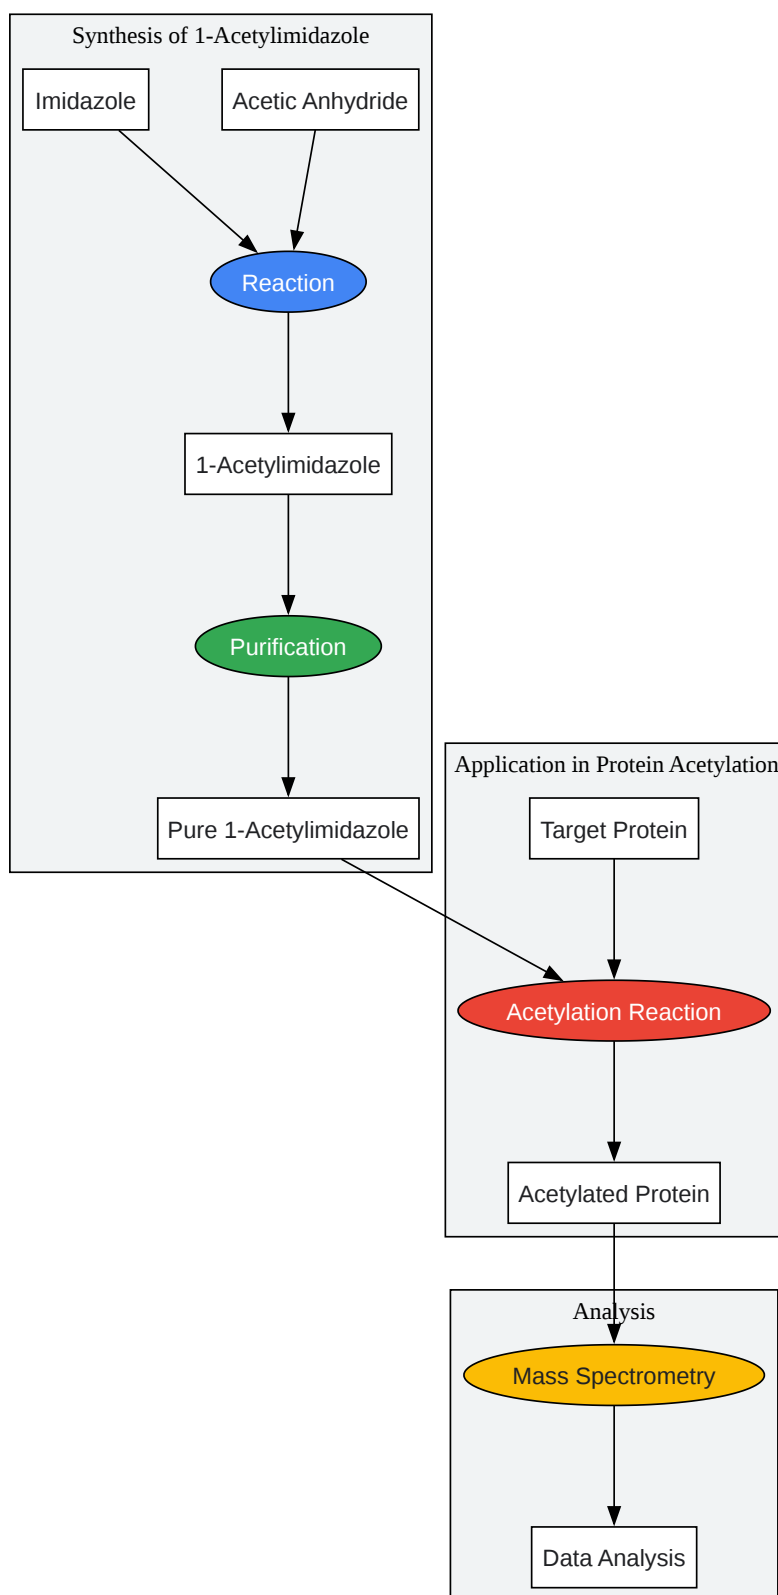 Synthesis of 1-Acetylimidazole
Imidazole
Acetic Anhydride
Reaction
1-Acetylimidazole
Purification
Pure 1-Acetylimidazole
Application in Protein Acetylation
Target Protein
Acetylation Reaction
Acetylated Protein
Analysis
Mass Spectrometry
Data Analysis